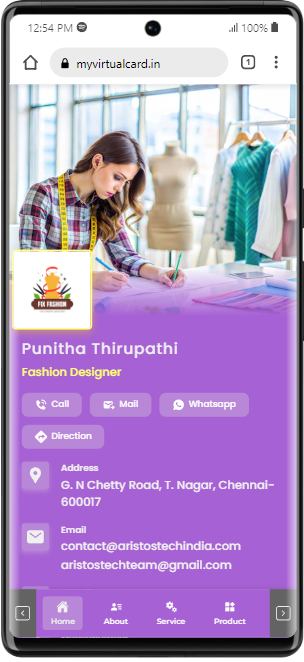 12:54 PM
100%
myvirtualcard.in
1
FIX FASHION
Punitha Thirupathi
Fashion Designer
Call
Mail
Whatsapp
Direction
Address
G. N Chetty Road, T. Nagar, Chennai-
600017
Email
contact@aristostechindia.com
aristostechteam@gmail.com
Home
About
Service
Product